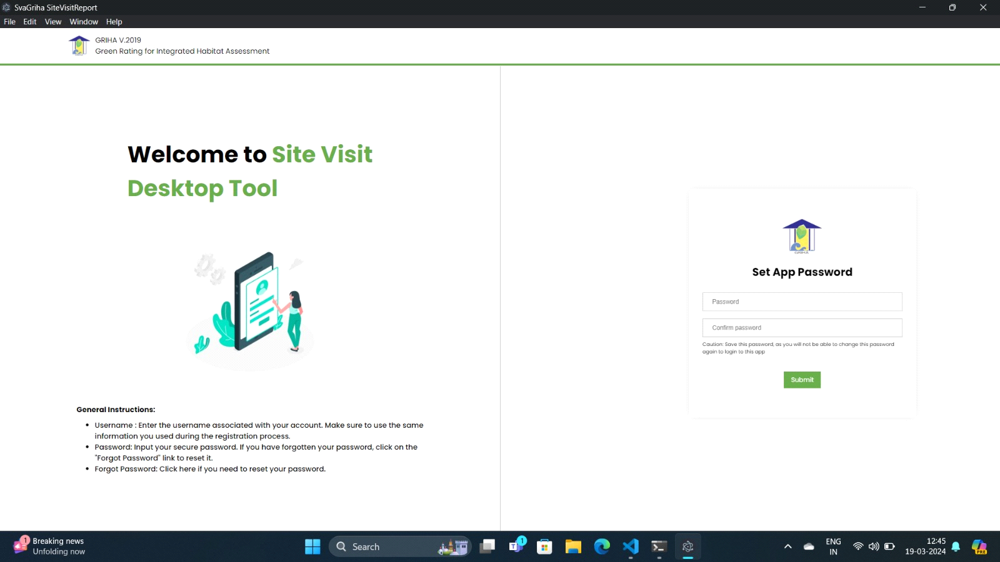 SvaGriha SiteVisitReport
File Edit View Window Help
GRIHA V.2019
Green Rating for Integrated Habitat Assessment
Welcome to Site Visit
Desktop Tool
General Instructions:
• Username : Enter the username associated with your account. Make sure to use the same
information you used during the registration process.
• Password: Input your secure password. If you have forgotten your password, click on the
"Forgot Password" link to reset it.
• Forgot Password: Click here if you need to reset your password.
GRIHA
Set App Password
Password
Confirm password
Caution: Save this password, as you will not be able to change this password
again to login to this app
Submit
1
Breaking news
Unfolding now
Search
1
ENG
IN
12:45
19-03-2024
PRE